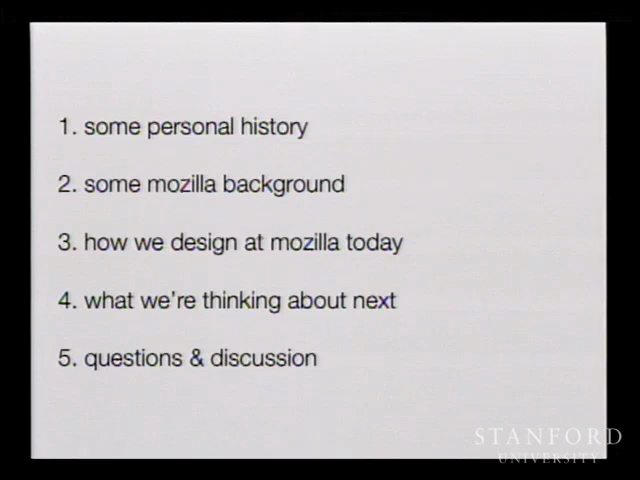 1. some personal history
2. some mozilla background
3. how we design at mozilla today
4. what we're thinking about next
5. questions & discussion
STANFORD
UNIVERSITY